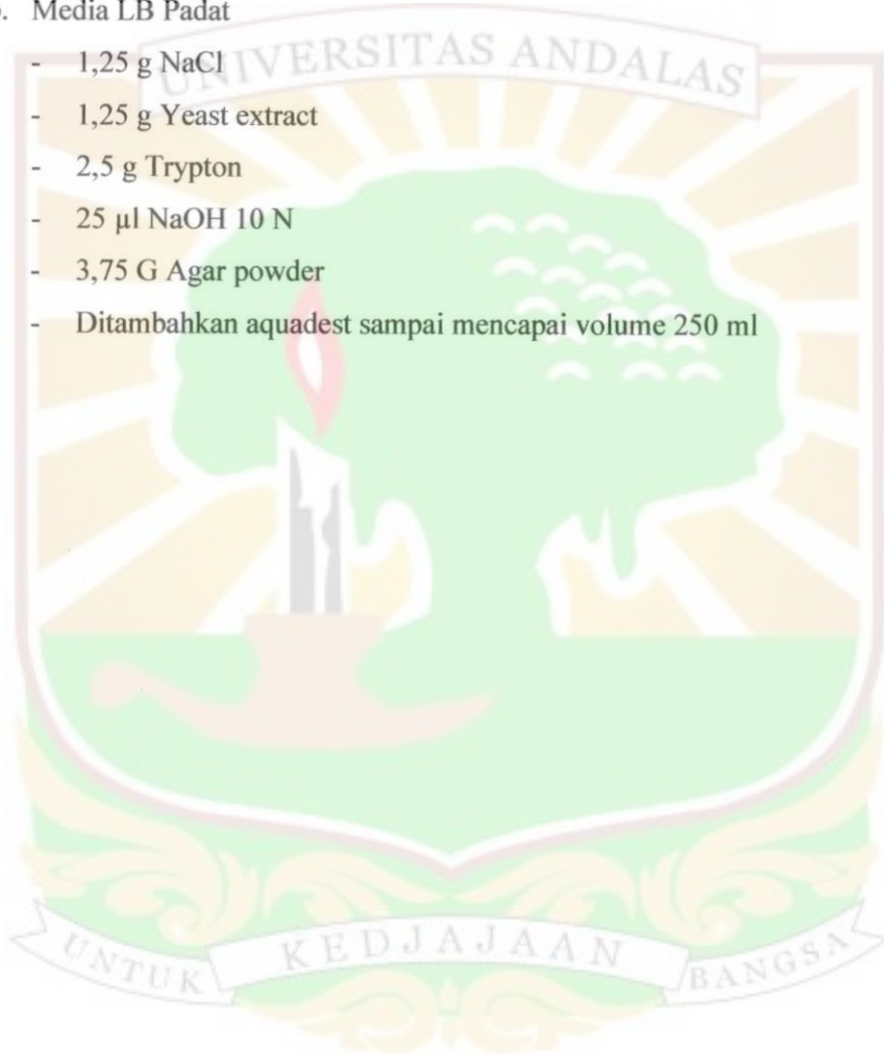 . Media LB Padat
UNIVERSITAS ANDALAS
- 1,25 g NaCl
- 1,25 g Yeast extract
- 2,5 g Trypton
- 25 µl NaOH 10 N
- 3,75 G Agar powder
- Ditambahkan aquadest sampai mencapai volume 250 ml
UNTUK KEDJAJAAN BANGSA